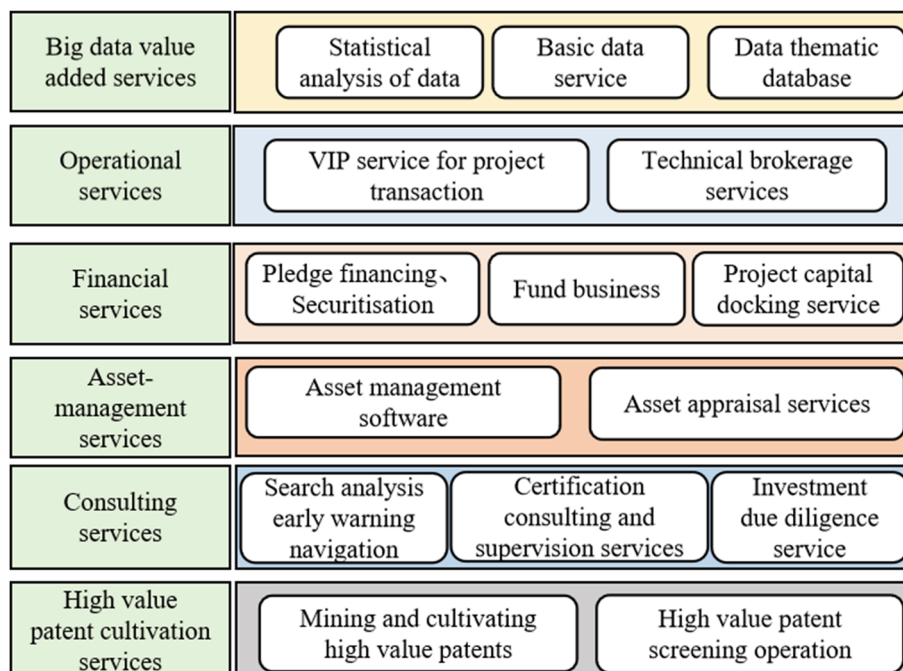 Big data value
added services
Statistical
analysis of data
Basic data
service
Data thematic
database
Operational
services
VIP service for project
transaction
Technical brokerage
services
Financial
services
Pledge financing、
Securitisation
Fund business
Project capital
docking service
Asset-
management
services
Asset management
software
Asset appraisal services
Consulting
services
Search analysis
early warning
navigation
Certification
consulting and
supervision services
Investment
due diligence
service
High value
patent cultivation
services
Mining and cultivating
high value patents
High value patent
screening operation